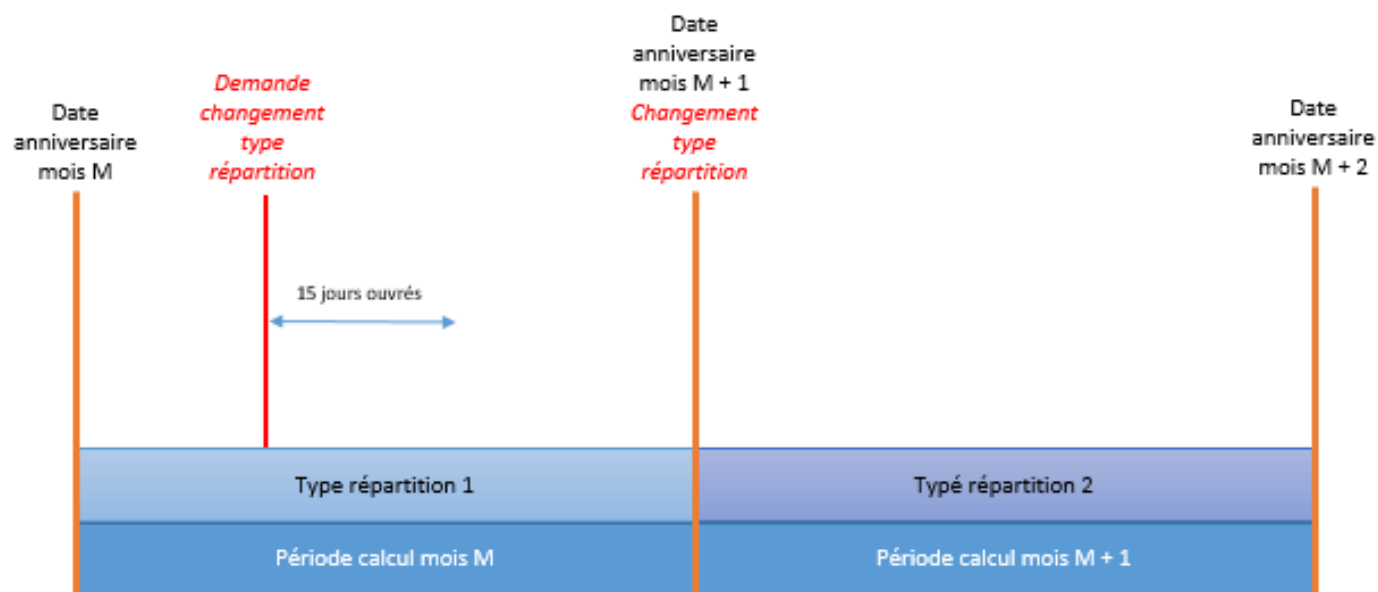 Date
anniversaire
mois M
Demande
changement
type
répartition
Date
anniversaire
mois M + 1
Changement
type
répartition
Date
anniversaire
mois M + 2
15 jours ouvrés
Type répartition 1
Typé répartition 2
Période calcul mois M
Période calcul mois M + 1